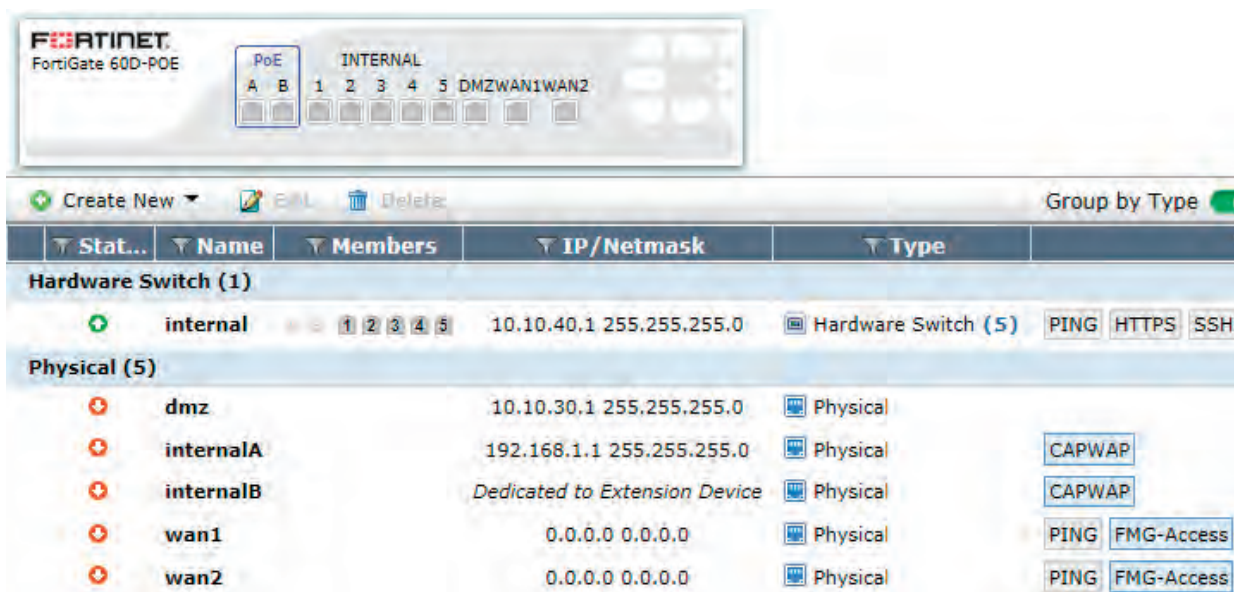 FORTINET
FortiGate 60D-POE
PoE INTERNAL
A B 1 2 3 4 5 DMZ WAN1 WAN2
Create New Edit Delete Group by Type
Stat... Name Members IP/Netmask Type
Hardware Switch (1)
internal 1 2 3 4 5 10.10.40.1 255.255.255.0 Hardware Switch (5) PING HTTPS SSH
Physical (5)
dmz 10.10.30.1 255.255.255.0 Physical
internalA 192.168.1.1 255.255.255.0 Physical CAPWAP
internalB Dedicated to Extension Device Physical CAPWAP
wan1 0.0.0.0 0.0.0.0 Physical PING FMG-Access
wan2 0.0.0.0 0.0.0.0 Physical PING FMG-Access